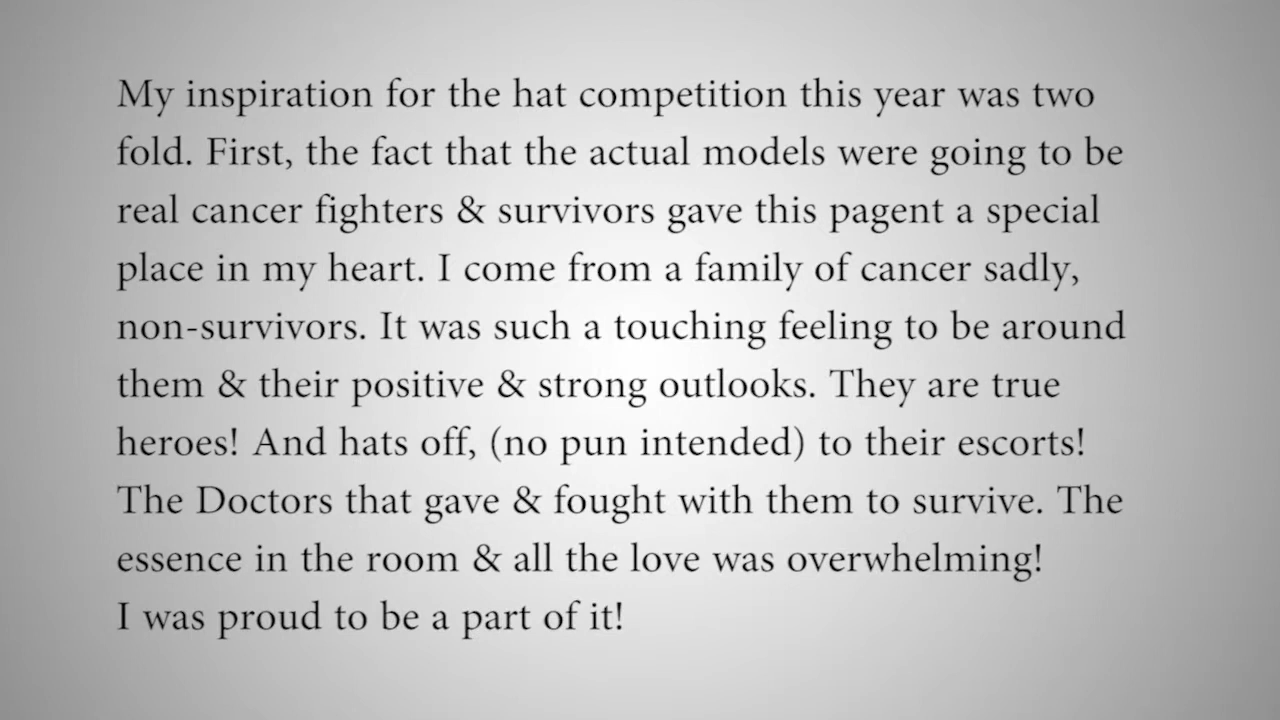 My inspiration for the hat competition this year was two
fold. First, the fact that the actual models were going to be
real cancer fighters & survivors gave this pagent a special
place in my heart. I come from a family of cancer sadly,
non-survivors. It was such a touching feeling to be around
them & their positive & strong outlooks. They are true
heroes! And hats off, (no pun intended) to their escorts!
The Doctors that gave & fought with them to survive. The
essence in the room & all the love was overwhelming!
I was proud to be a part of it!